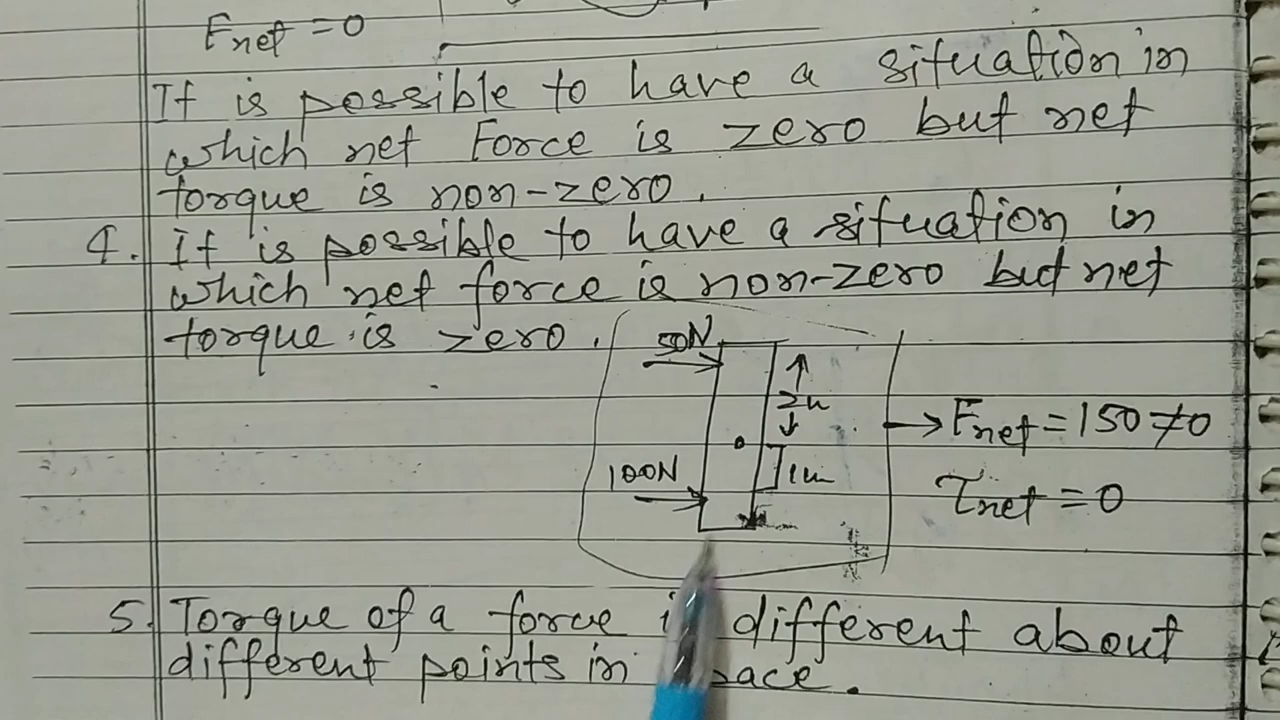 Fnet = 0
It is possible to have a situation in
which net Force is zero but net
torque is non-zero.
4. It is possible to have a situation in
which net force is non-zero but net
torque is zero.
50N
2m
100N
1m
→ Fnet = 150 ≠ 0
τnet = 0
5. Torque of a force different about
different points in